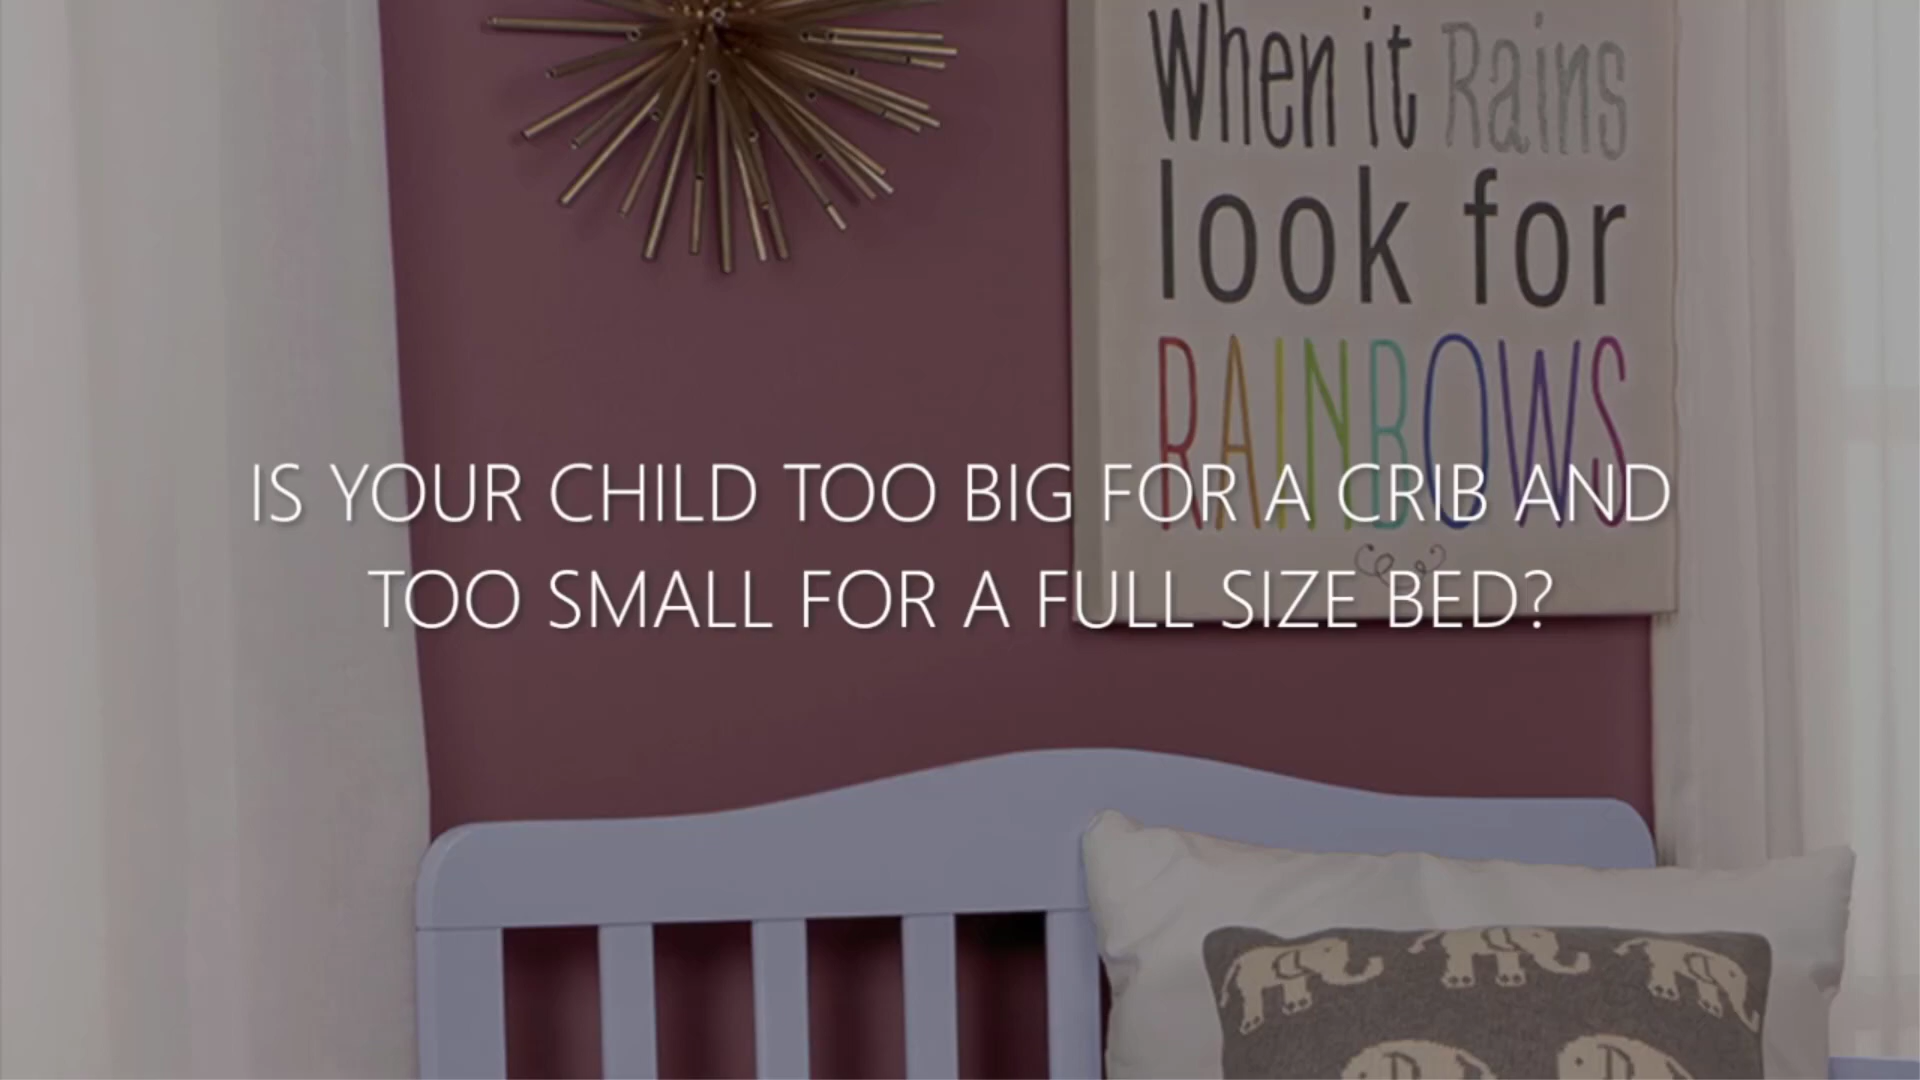 When it Rains
look for
RAINBOWS
IS YOUR CHILD TOO BIG FOR A CRIB AND
TOO SMALL FOR A FULL SIZE BED?